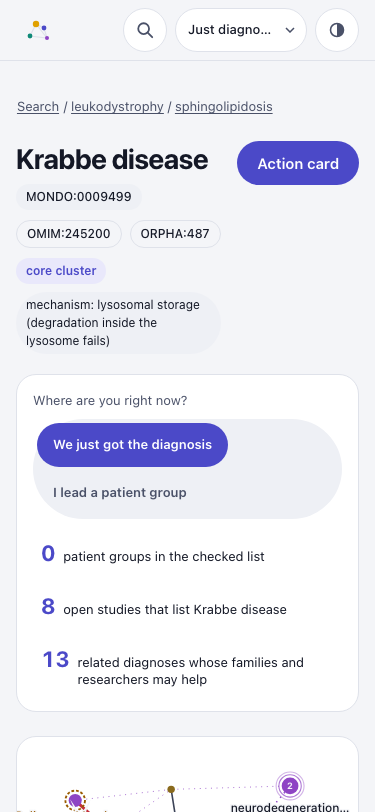 Just diagno...
Search / leukodystrophy / sphingolipidosis
Krabbe disease
Action card
MONDO:0009499
OMIM:245200
ORPHA:487
core cluster
mechanism: lysosomal storage
(degradation inside the
lysosome fails)
Where are you right now?
We just got the diagnosis
I lead a patient group
0 patient groups in the checked list
8 open studies that list Krabbe disease
13 related diagnoses whose families and
researchers may help
2
neurodegeneration...